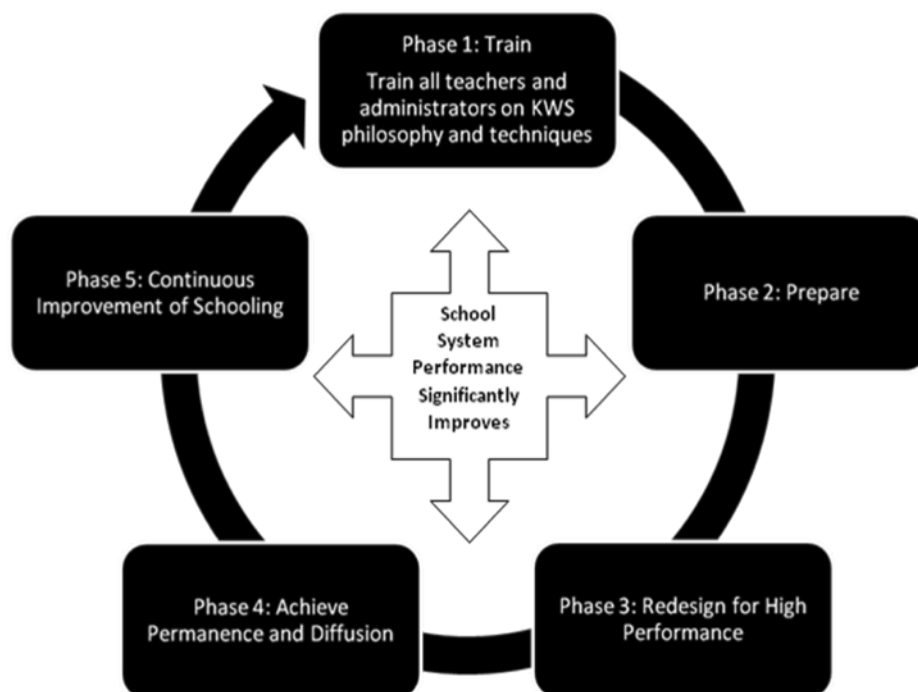 Phase 1: Train
Train all teachers and
administrators on KWS
philosophy and techniques
Phase 2: Prepare
Phase 3: Redesign for High
Performance
Phase 4: Achieve
Permanence and Diffusion
Phase 5: Continuous
Improvement of Schooling
School
System
Performance
Significantly
Improves